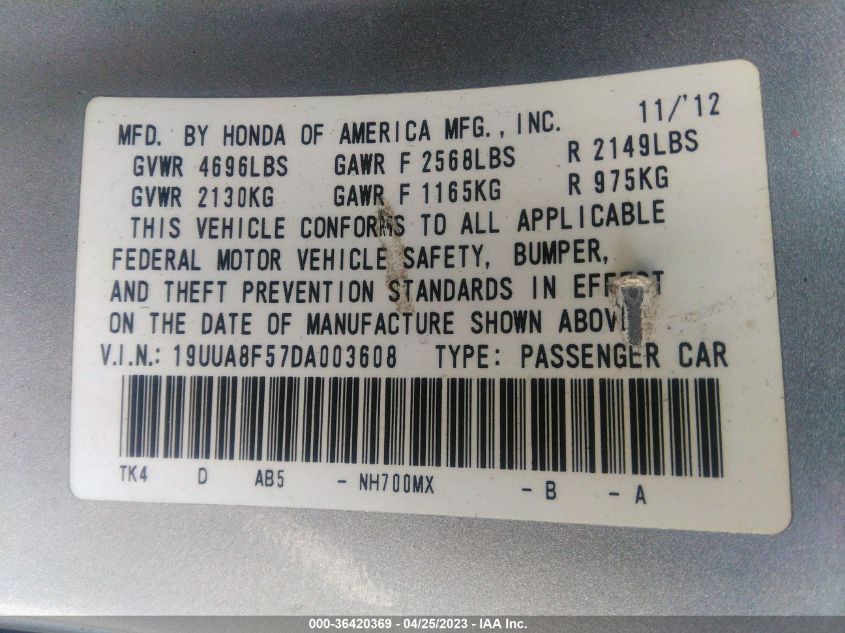 MFD. BY HONDA OF AMERICA MFG., INC. 11/'12
GVWR 4696LBS GAWR F 2568LBS R 2149LBS
GVWR 2130KG GAWR F 1165KG R 975KG
THIS VEHICLE CONFORMS TO ALL APPLICABLE
FEDERAL MOTOR VEHICLE SAFETY, BUMPER,
AND THEFT PREVENTION STANDARDS IN EFFECT
ON THE DATE OF MANUFACTURE SHOWN ABOVE.
V.I.N.: 19UUA8F57DA003608 TYPE: PASSENGER CAR
TK4 D AB5 - NH700MX - B - A
000-36420369 - 04/25/2023 - IAA Inc.